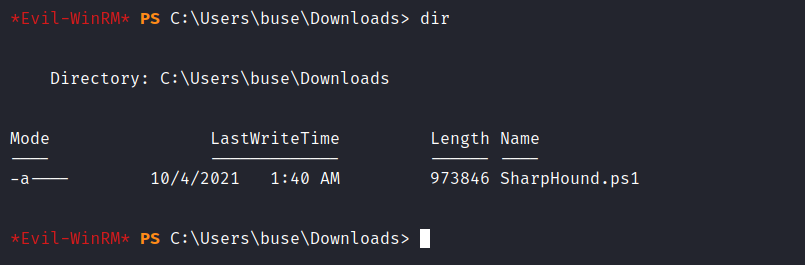 *Evil-WinRM* PS C:\Users\buse\Downloads> dir
Directory: C:\Users\buse\Downloads
Mode LastWriteTime Length Name
---- ------------- ------ ----
-a---- 10/4/2021 1:40 AM 973846 SharpHound.ps1
*Evil-WinRM* PS C:\Users\buse\Downloads>